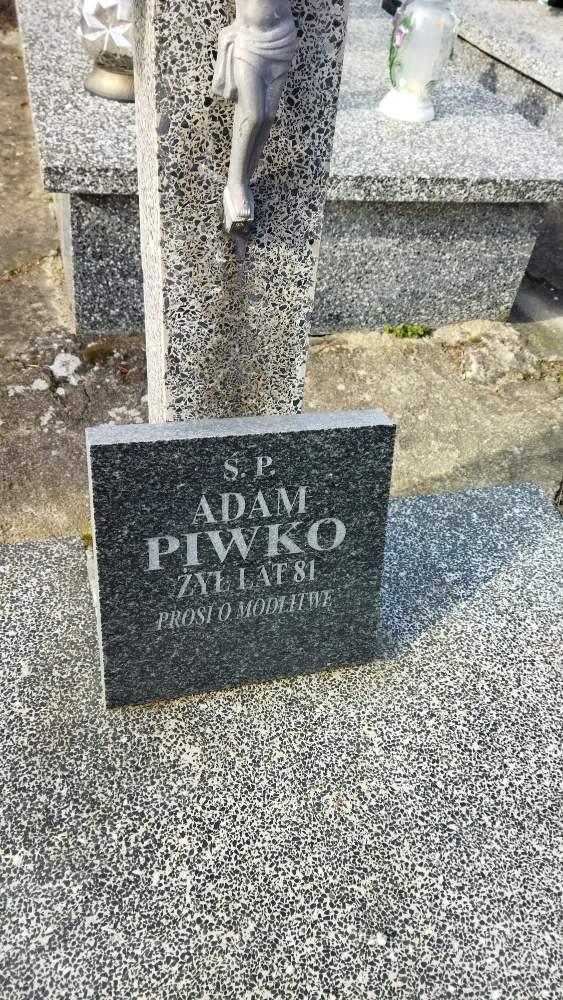 Ś. P.
ADAM
PIWKO
ŻYŁ LAT 81
PROSI O MODLITWĘ